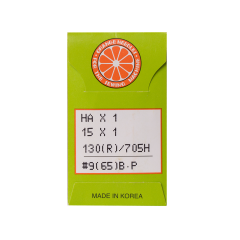 HA X 1
15 X 1
130(R)/705H
#9(65)B·P
MADE IN KOREA